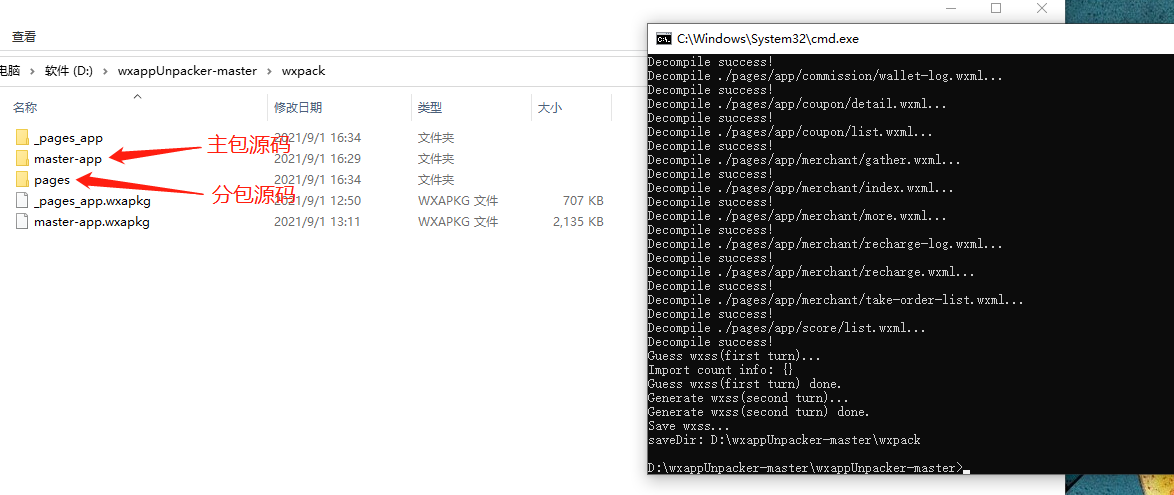 查看
电脑 › 软件 (D:) › wxappUnpacker-master › wxpack
名称 修改日期 类型 大小
_pages_app 2021/9/1 16:34 文件夹
master-app 2021/9/1 16:29 文件夹
主包源码
pages 2021/9/1 16:34 文件夹
分包源码
_pages_app.wxapkg 2021/9/1 12:50 WXAPKG 文件 707 KB
master-app.wxapkg 2021/9/1 13:11 WXAPKG 文件 2,135 KB
C:\Windows\System32\cmd.exe
Decompile success!
Decompile ./pages/app/commission/wallet-log.wxml...
Decompile success!
Decompile ./pages/app/coupon/detail.wxml...
Decompile success!
Decompile ./pages/app/coupon/list.wxml...
Decompile success!
Decompile ./pages/app/merchant/gather.wxml...
Decompile success!
Decompile ./pages/app/merchant/index.wxml...
Decompile success!
Decompile ./pages/app/merchant/more.wxml...
Decompile success!
Decompile ./pages/app/merchant/recharge-log.wxml...
Decompile success!
Decompile ./pages/app/merchant/recharge.wxml...
Decompile success!
Decompile ./pages/app/merchant/take-order-list.wxml...
Decompile success!
Decompile ./pages/app/score/list.wxml...
Decompile success!
Guess wxss(first turn)...
Import count info: {}
Guess wxss(first turn) done.
Generate wxss(second turn)...
Generate wxss(second turn) done.
Save wxss...
saveDir: D:\wxappUnpacker-master\wxpack
D:\wxappUnpacker-master\wxappUnpacker-master>